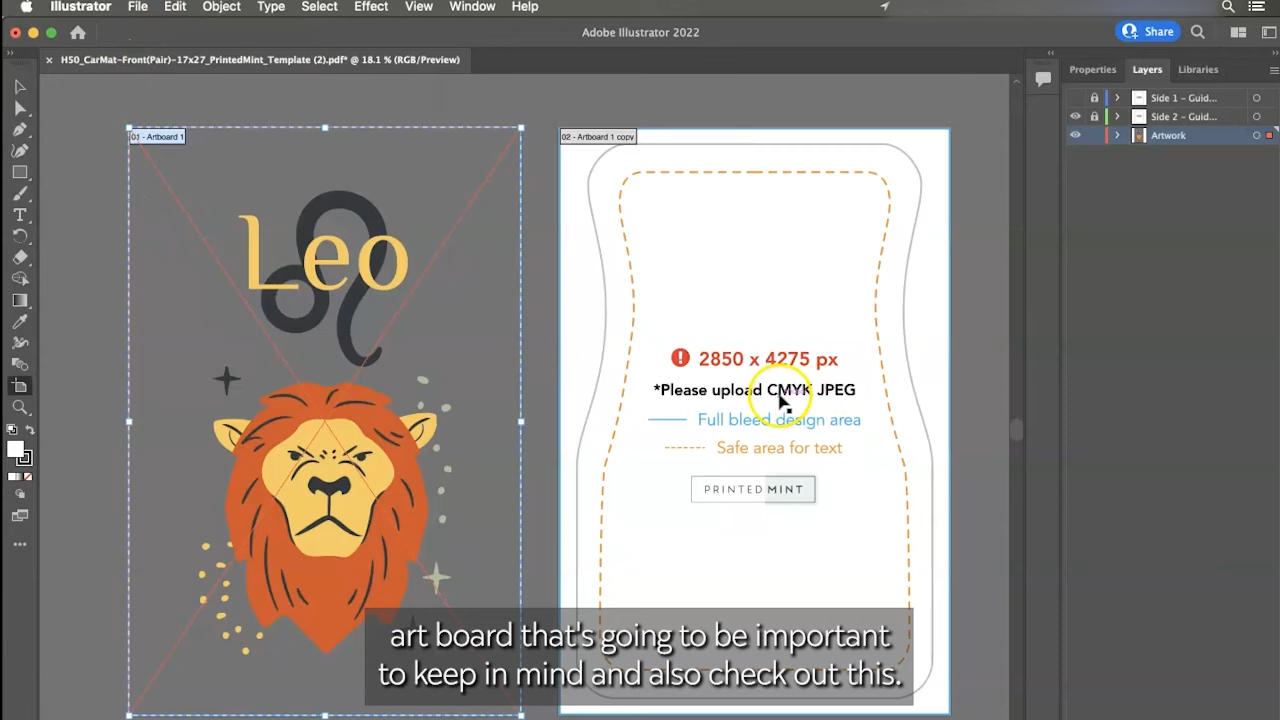 Illustrator File Edit Object Type Select Effect View Window Help
Adobe Illustrator 2022
Share
× H50_CarMat-Front(Pair)-17x27_PrintedMint_Template (2).pdf* @ 18.1 % (RGB/Preview)
Properties Layers Libraries
Side 1 - Guid...
Side 2 - Guid...
Artwork
01 - Artboard 1
02 - Artboard 1 copy
Leo
2850 x 4275 px
*Please upload CMYK JPEG
Full bleed design area
Safe area for text
PRINTED MINT
art board that's going to be important
to keep in mind and also check out this.